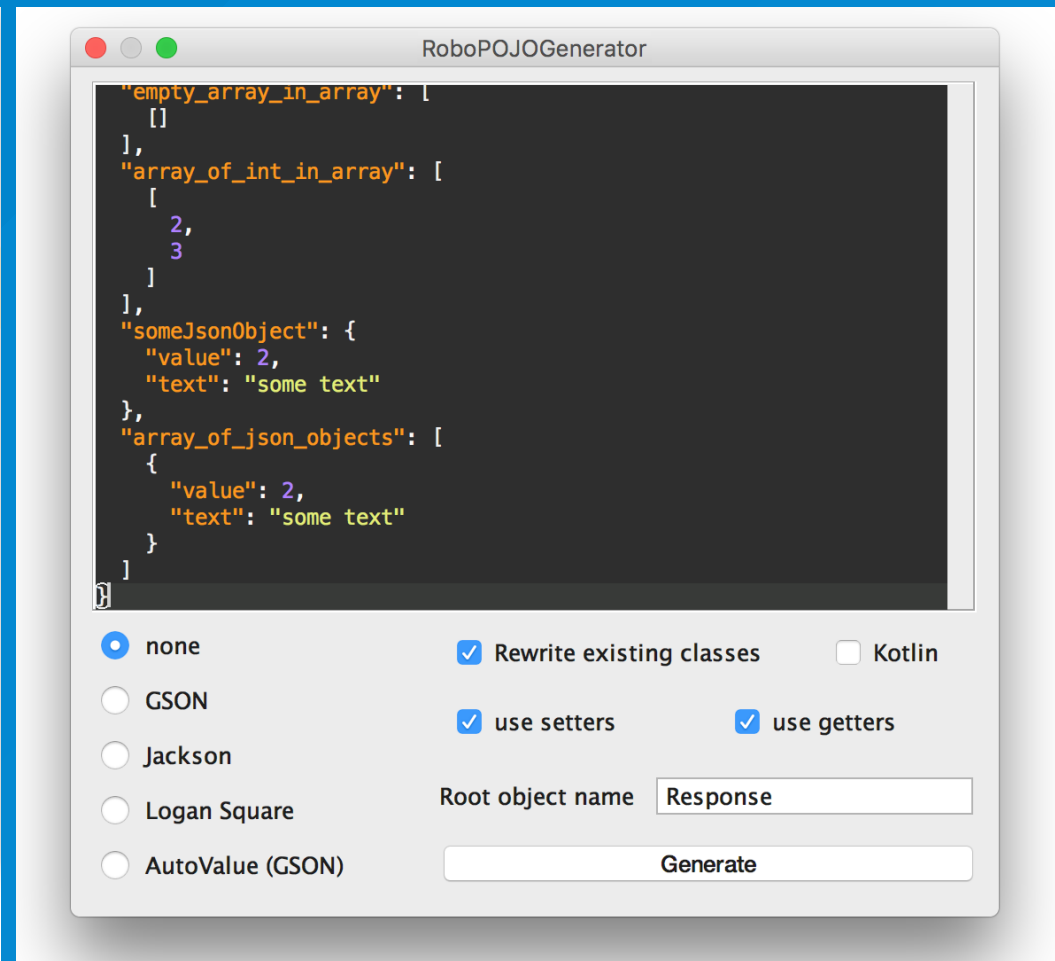 RoboPOJOGenerator
"empty_array_in_array": [
[]
],
"array_of_int_in_array": [
[
2,
3
]
],
"someJsonObject": {
"value": 2,
"text": "some text"
},
"array_of_json_objects": [
{
"value": 2,
"text": "some text"
}
]
}
none
Rewrite existing classes
Kotlin
GSON
use setters
use getters
Jackson
Root object name
Response
Logan Square
AutoValue (GSON)
Generate